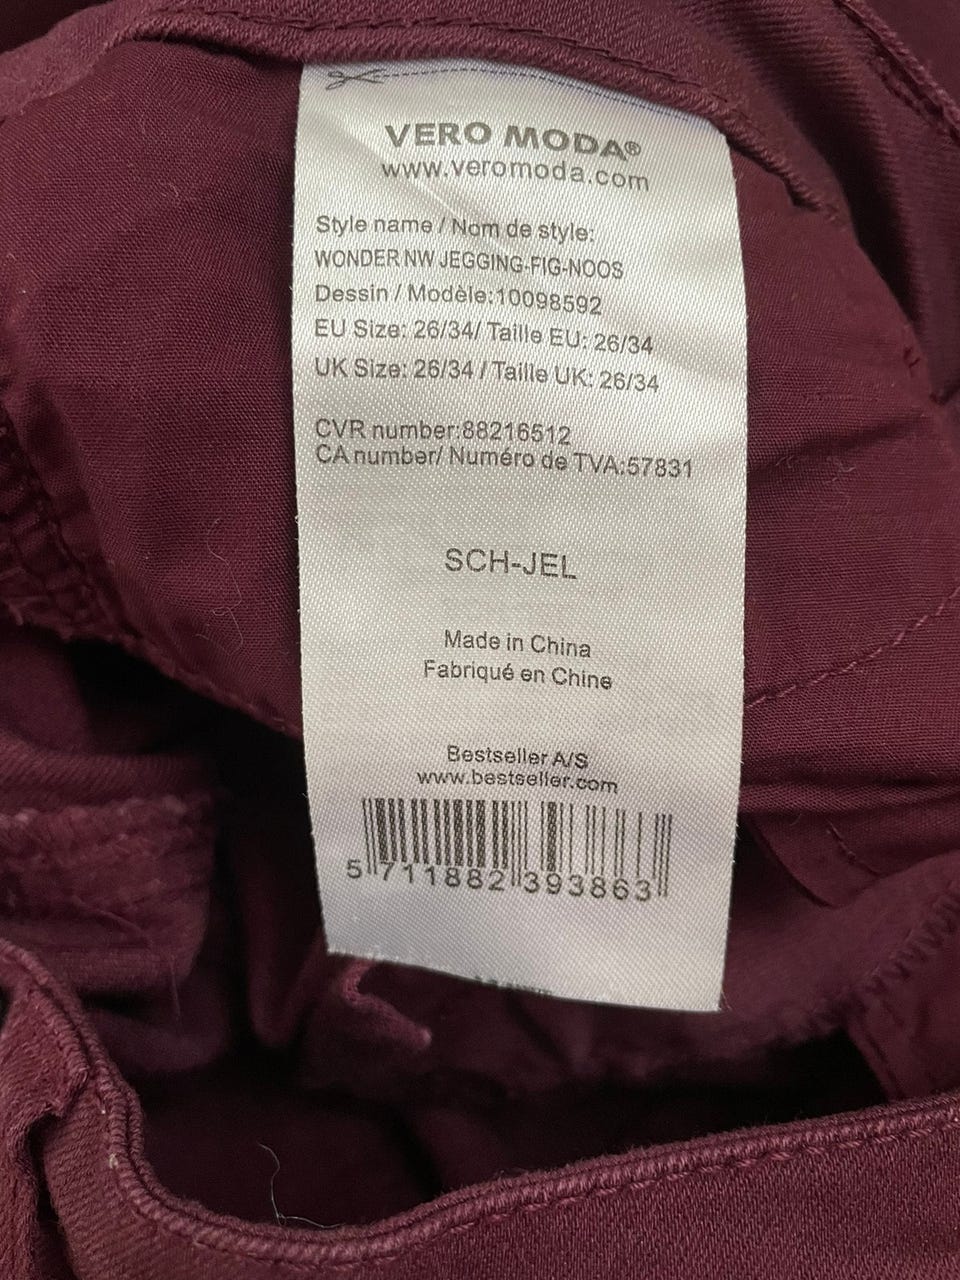 VERO MODA®
www.veromoda.com
Style name / Nom de style:
WONDER NW JEGGING-FIG-NOOS
Dessin / Modèle:10098592
EU Size: 26/34/ Taille EU: 26/34
UK Size: 26/34 / Taille UK: 26/34
CVR number:88216512
CA number/ Numéro de TVA:57831
SCH-JEL
Made in China
Fabriqué en Chine
Bestseller A/S
www.bestseller.com
5 711882 393863